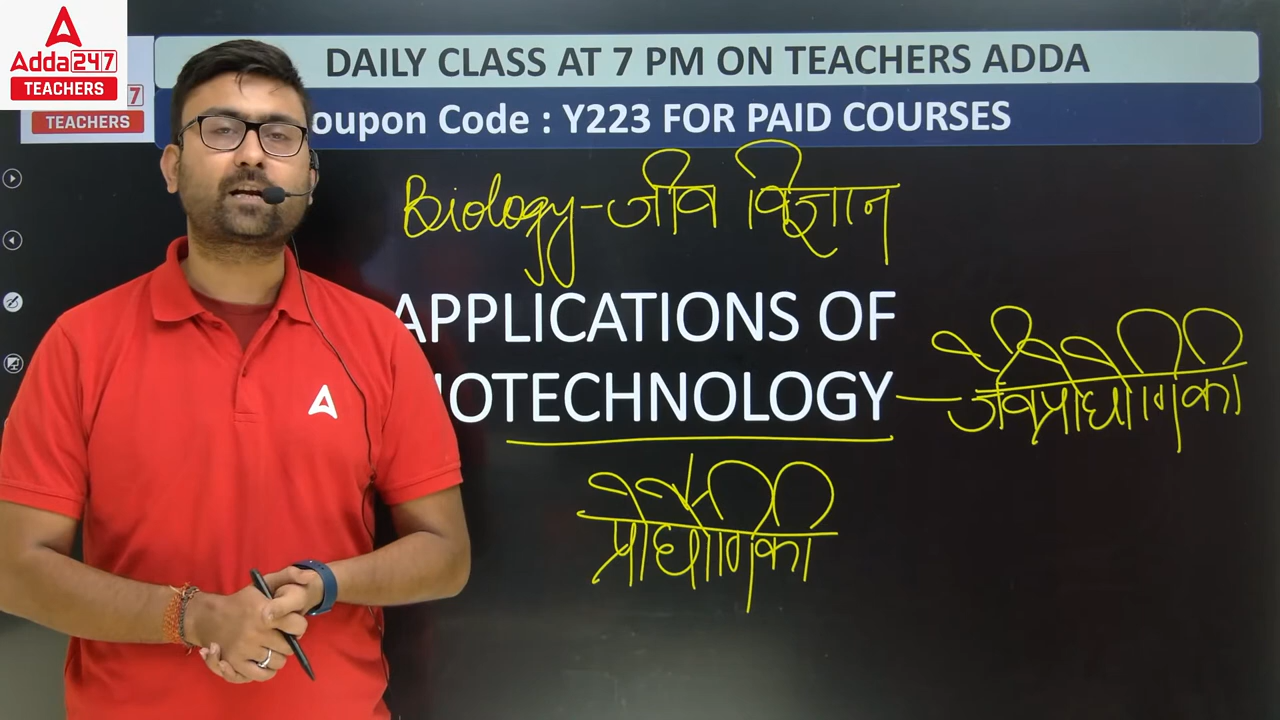 Adda247
TEACHERS
7
TEACHERS
DAILY CLASS AT 7 PM ON TEACHERS ADDA
oupon Code : Y223 FOR PAID COURSES
Biology - जीव विज्ञान
APPLICATIONS OF
IOTECHNOLOGY — जैवप्रौद्योगिकी
प्रौद्योगिकी